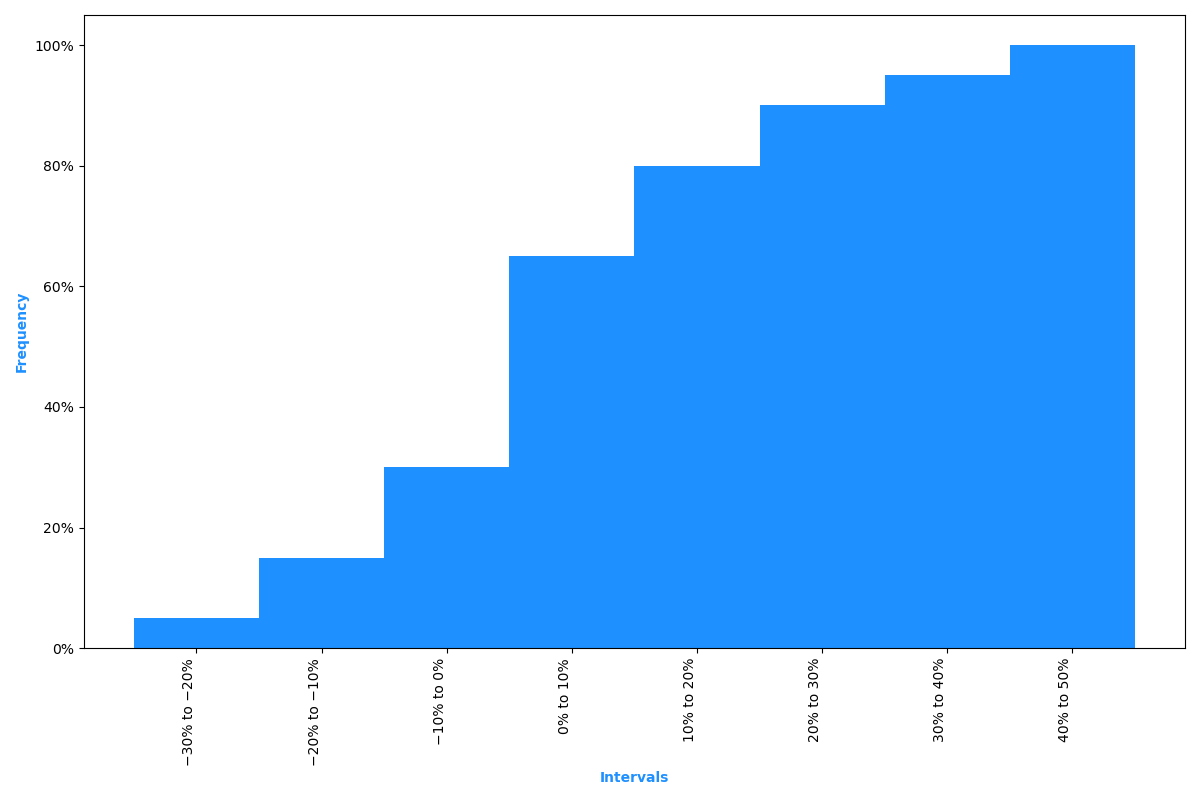 100%
80%
60%
40%
20%
0%
Frequency
−30% to −20%
−20% to −10%
−10% to 0%
0% to 10%
10% to 20%
20% to 30%
30% to 40%
40% to 50%
Intervals